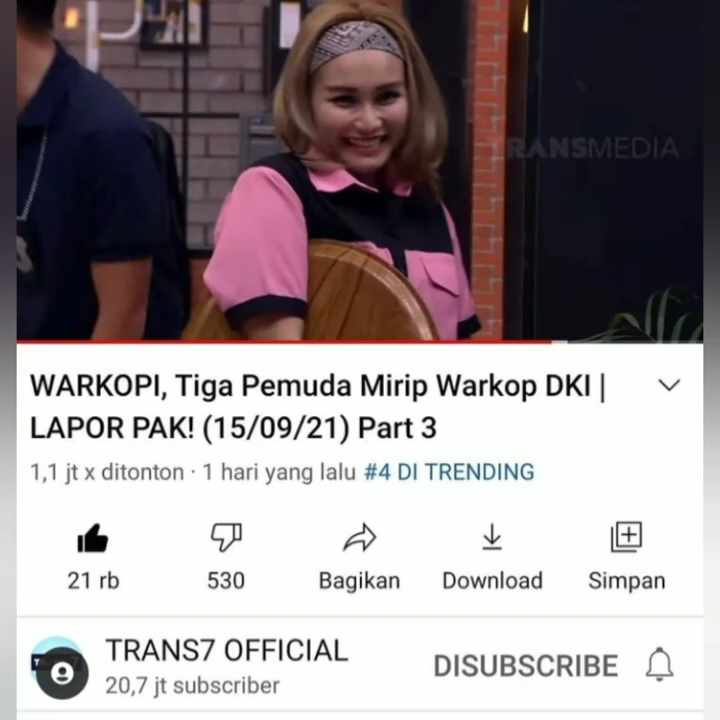 TRANSMEDIA
WARKOPI, Tiga Pemuda Mirip Warkop DKI |
LAPOR PAK! (15/09/21) Part 3
1,1 jt x ditonton · 1 hari yang lalu #4 DI TRENDING
21 rb
530
Bagikan
Download
Simpan
TRANS7 OFFICIAL
20,7 jt subscriber
DISUBSCRIBE